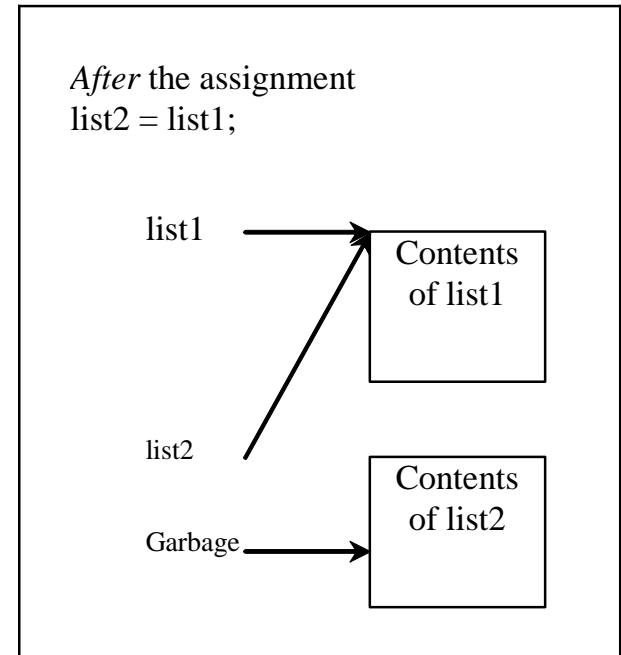 After the assignment
list2 = list1;
list1
Contents
of list1
list2
Contents
of list2
Garbage